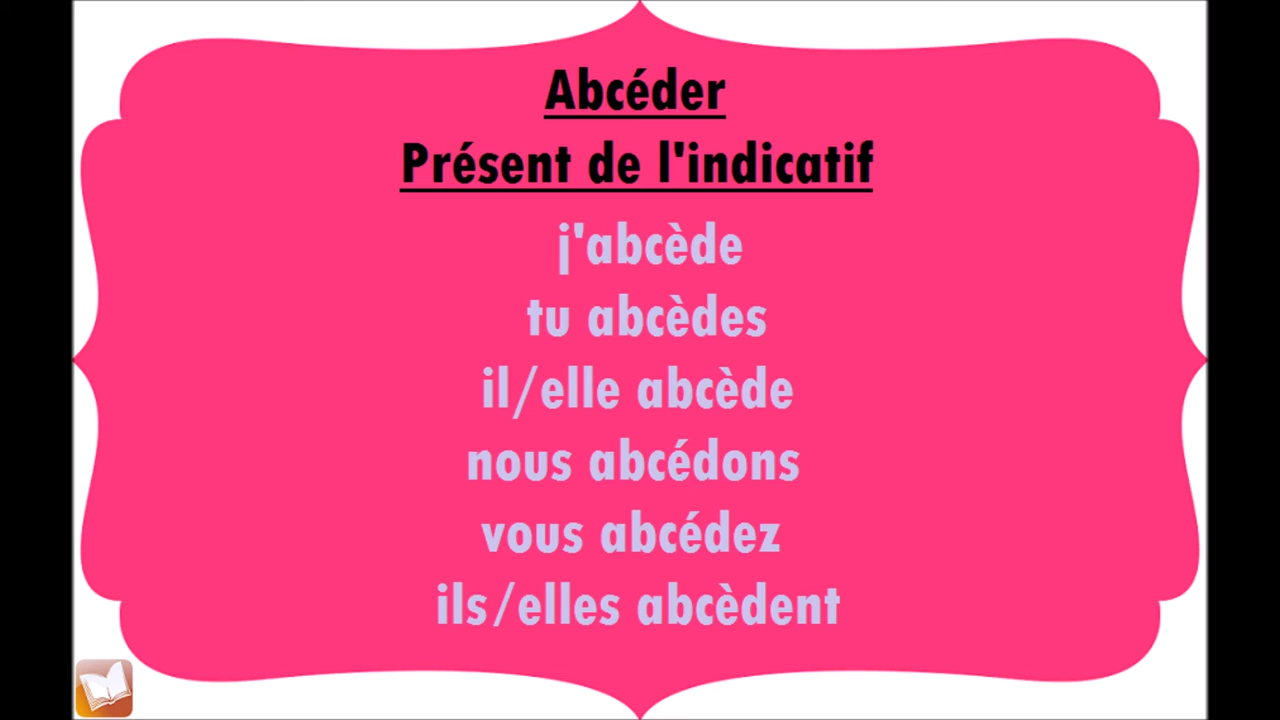 Abcéder
Présent de l'indicatif
j'abcède
tu abcèdes
il/elle abcède
nous abcédons
vous abcédez
ils/elles abcèdent